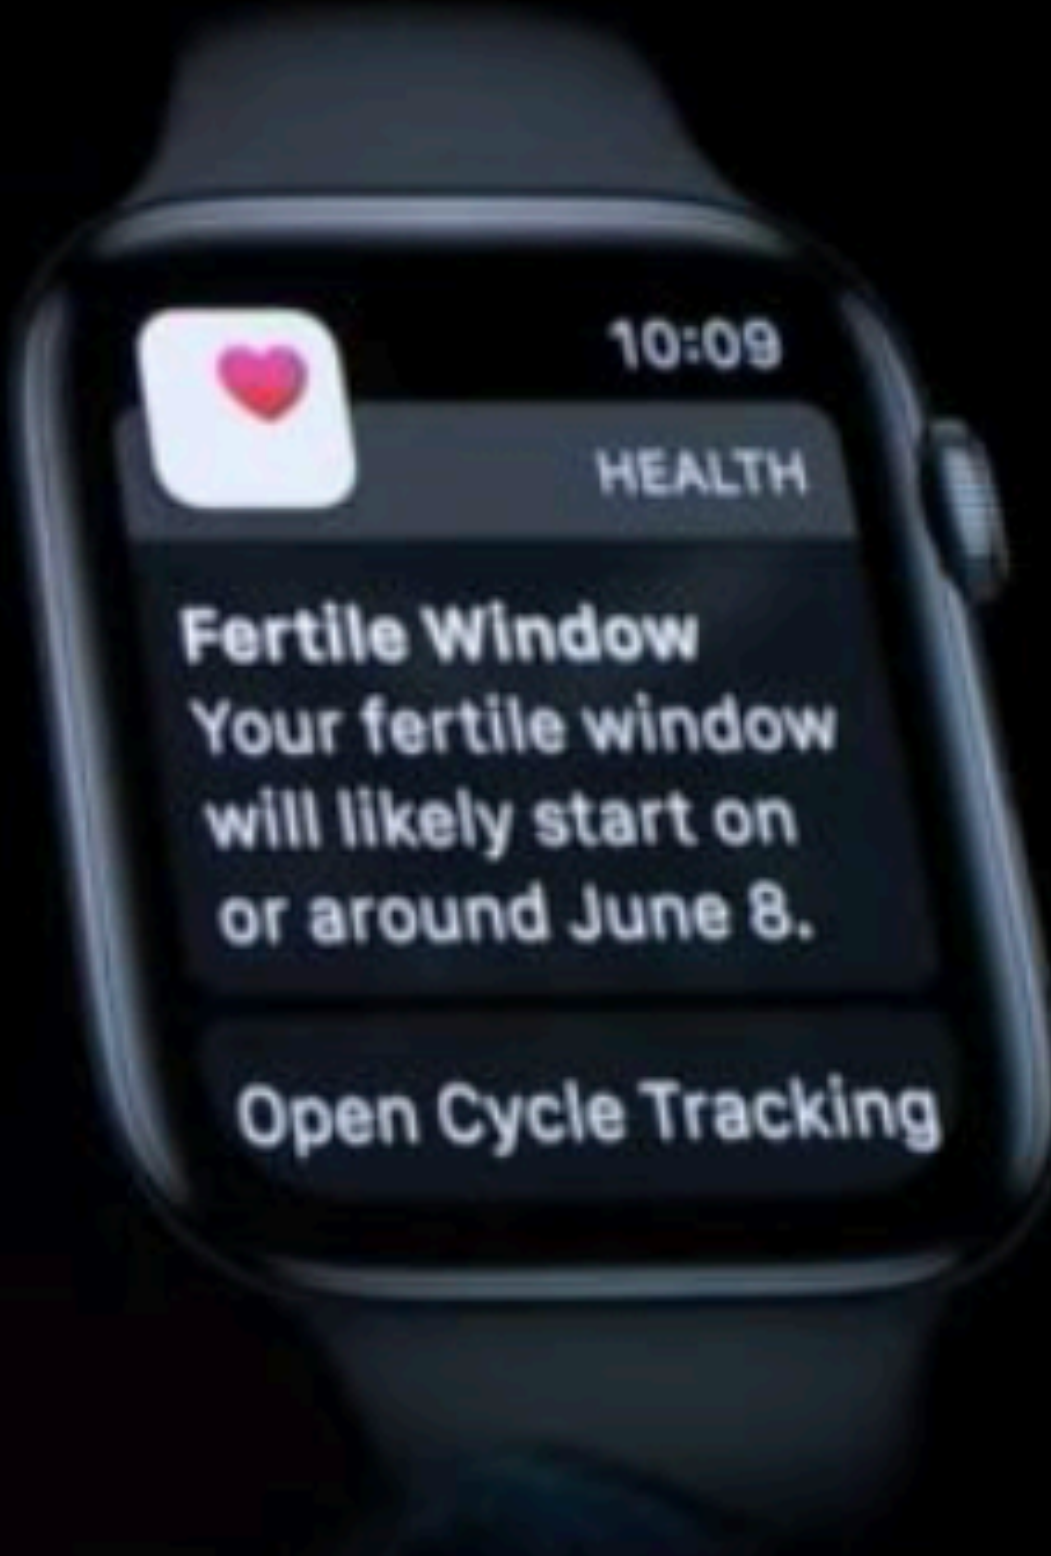 10:09
HEALTH
Fertile Window
Your fertile window
will likely start on
or around June 8.
Open Cycle Tracking